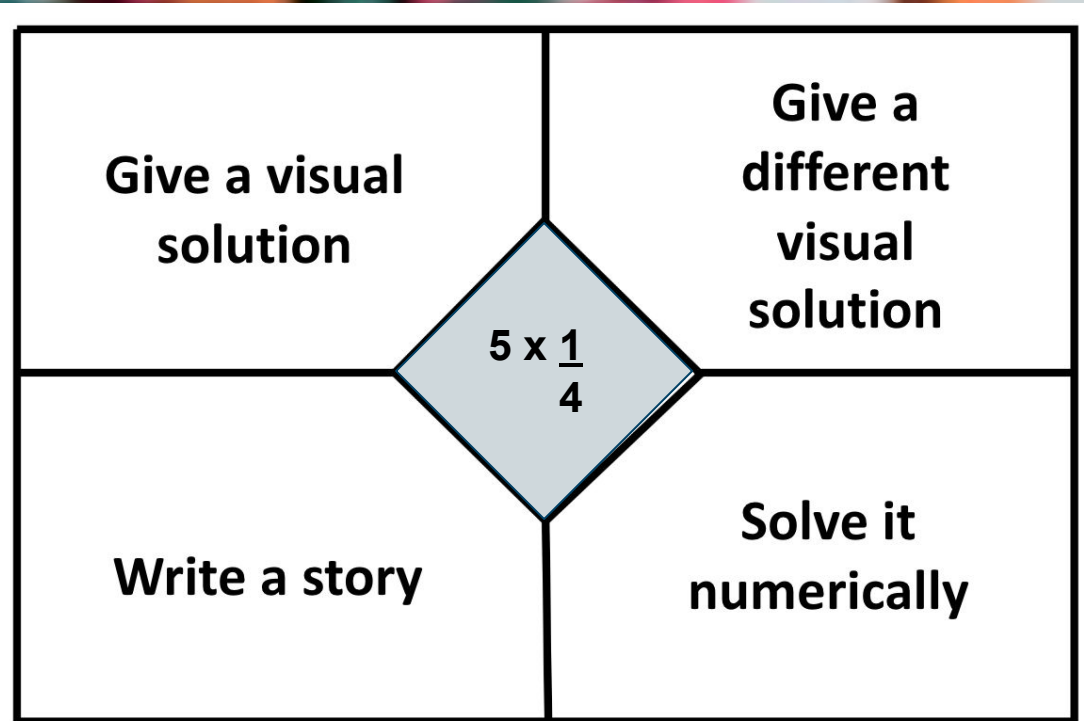 Give a visual
solution
Give a
different
visual
solution
5 x 1
4
Write a story
Solve it
numerically